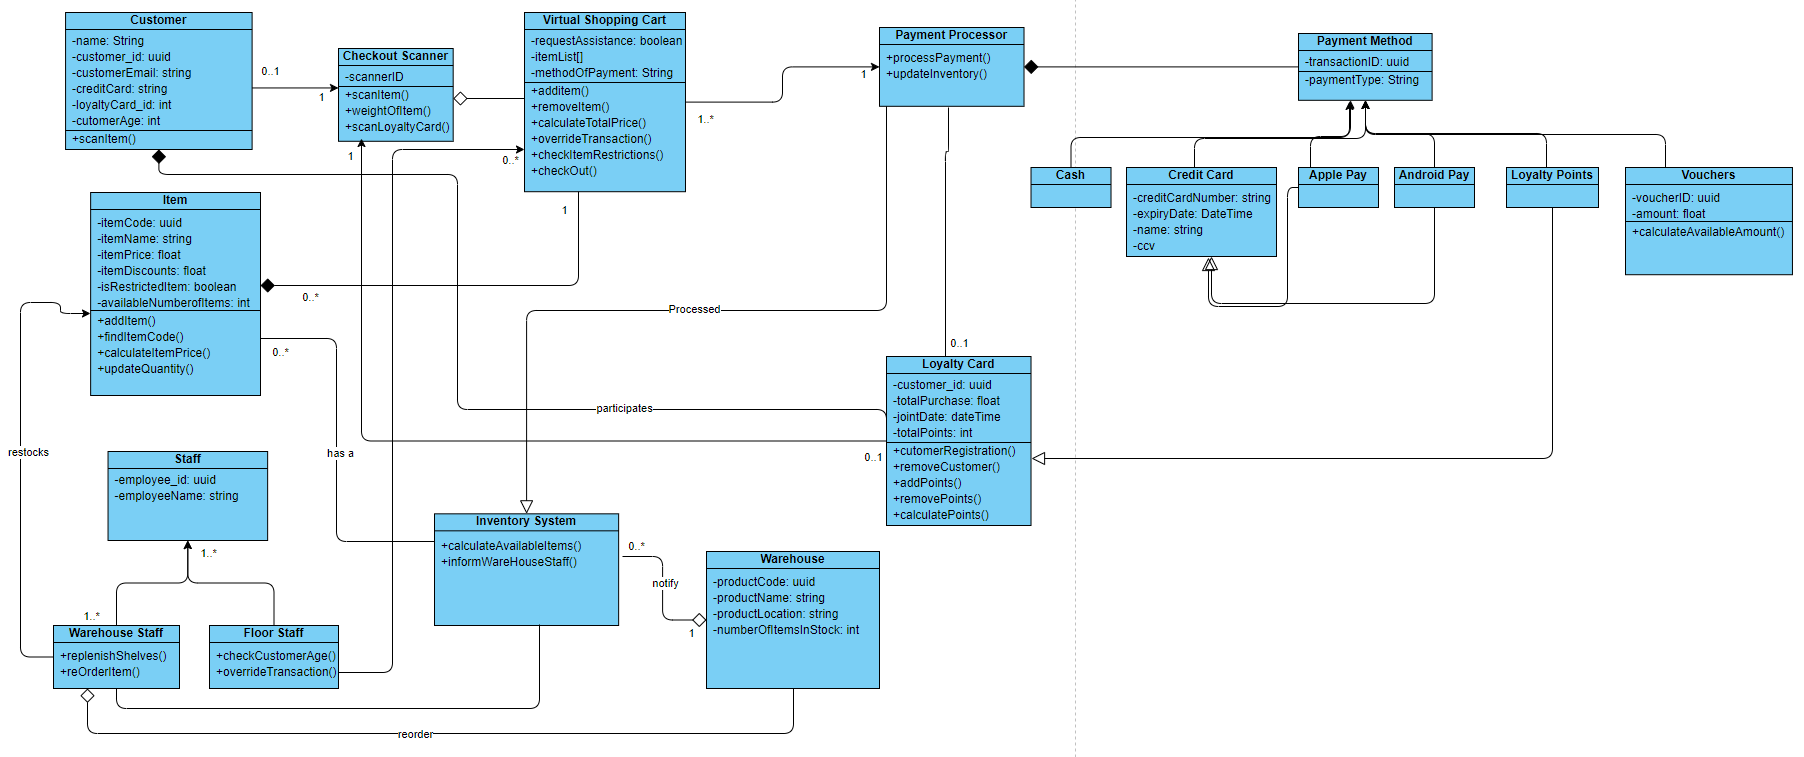 Customer
-name: String
-customer_id: uuid
-customerEmail: string
-creditCard: string
-loyaltyCard_id: int
-cutomerAge: int
+scanItem()
0..1
1
Checkout Scanner
-scannerID
+scanItem()
+weightOfItem()
+scanLoyaltyCard()
1
Virtual Shopping Cart
-requestAssistance: boolean
-itemList[]
-methodOfPayment: String
+additem()
+removeItem()
+calculateTotalPrice()
+overrideTransaction()
+checkItemRestrictions()
+checkOut()
0..*
1
1..*
1
Payment Processor
+processPayment()
+updateInventory()
Payment Method
-transactionID: uuid
-paymentType: String
Cash
Credit Card
-creditCardNumber: string
-expiryDate: DateTime
-name: string
-ccv
Apple Pay
Android Pay
Loyalty Points
Vouchers
-voucherID: uuid
-amount: float
+calculateAvailableAmount()
Item
-itemCode: uuid
-itemName: string
-itemPrice: float
-itemDiscounts: float
-isRestrictedItem: boolean
-availableNumberofItems: int
+addItem()
+findItemCode()
+calculateItemPrice()
+updateQuantity()
0..*
0..*
Processed
0..1
Loyalty Card
-customer_id: uuid
-totalPurchase: float
-jointDate: dateTime
-totalPoints: int
+cutomerRegistration()
+removeCustomer()
+addPoints()
+removePoints()
+calculatePoints()
participates
0..1
restocks
has a
Staff
-employee_id: uuid
-employeeName: string
1..*
1..*
Warehouse Staff
+replenishShelves()
+reOrderItem()
Floor Staff
+checkCustomerAge()
+overrideTransaction()
Inventory System
+calculateAvailableItems()
+informWareHouseStaff()
0..*
notify
1
Warehouse
-productCode: uuid
-productName: string
-productLocation: string
-numberOfItemsInStock: int
reorder